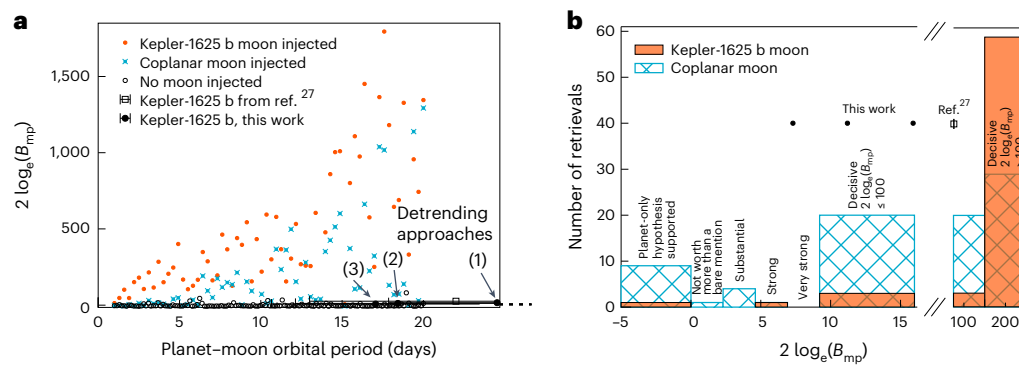 a
2 logₑ(Bₘₚ)
1,500
1,000
500
0
Kepler-1625 b moon injected
Coplanar moon injected
No moon injected
Kepler-1625 b from ref. ²⁷
Kepler-1625 b, this work
Detrending
approaches
(3)
(2)
(1)
0
5
10
15
20
Planet–moon orbital period (days)
b
Number of retrievals
60
50
40
30
20
10
0
Kepler-1625 b moon
Coplanar moon
This work
Ref.²⁷
Planet-only
hypothesis
supported
Not worth
more than a
bare mention
Substantial
Strong
Very strong
Decisive
2 logₑ(Bₘₚ)
≤ 100
Decisive
2 logₑ(Bₘₚ)
–5
0
5
10
15
100
200
2 logₑ(Bₘₚ)